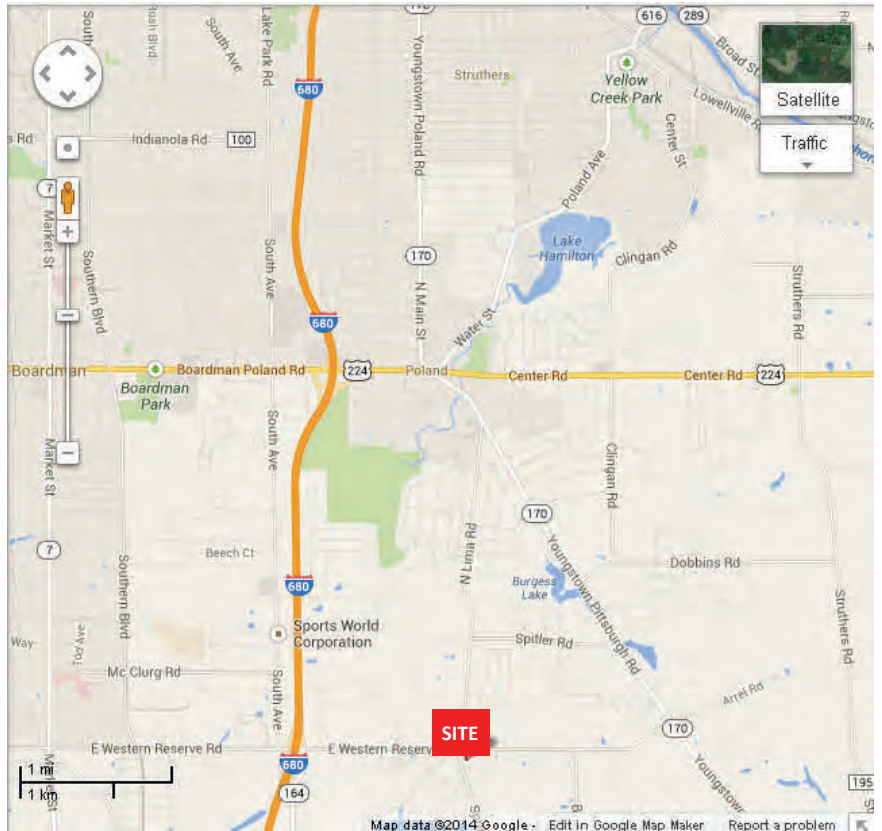 170
616
289
Lake Park Rd
South Ave
Rush Blvd
680
Youngstown Poland Rd
Struthers
Yellow
Creek Park
Broad St
Lowellville Rd
Satellite
Traffic
Indianola Rd
100
Center St
7
Market St
Southern Blvd
South Ave
Poland Ave
170
N Main St
Lake
Hamilton
Clingan Rd
Struthers Rd
680
Water St
Boardman
Boardman Poland Rd
224
Poland
Center Rd
Center Rd
224
Boardman
Park
South Ave
Market St
Clingan Rd
170
7
Beech Ct
N Lima Rd
Youngstown Pittsburgh Rd
Dobbins Rd
Southern Blvd
680
Burgess
Lake
Struthers Rd
Way
Tod Ave
Sports World
Corporation
Spitler Rd
Mc Clurg Rd
South Ave
Arrel Rd
SITE
170
E Western Reserve Rd
E Western Reserve
680
1 mi
1 km
164
195
Map data ©2014 Google - Edit in Google Map Maker Report a problem